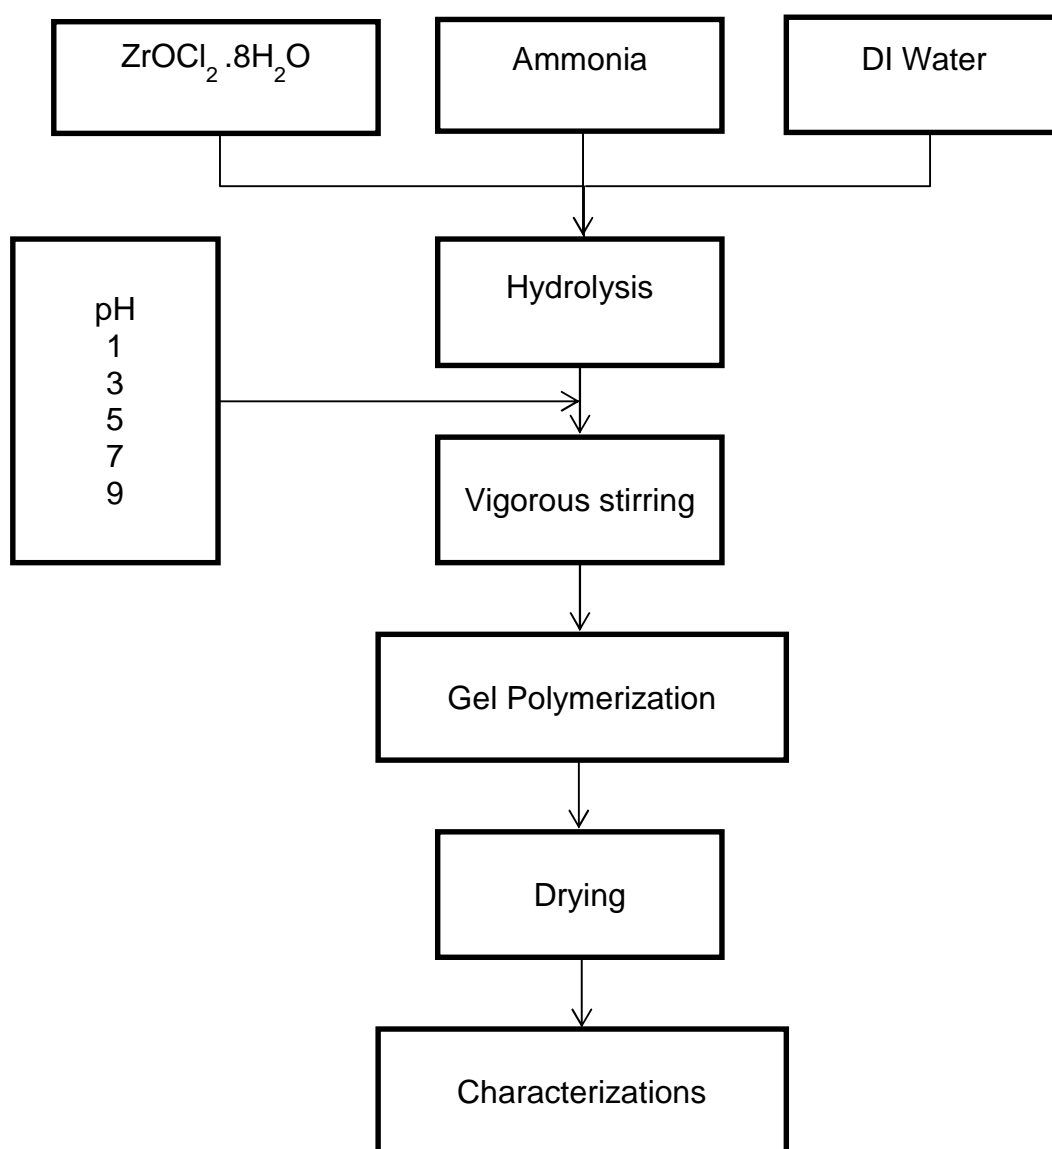 ZrOCl₂ .8H₂O
Ammonia
DI Water
Hydrolysis
pH
1
3
5
7
9
Vigorous stirring
Gel Polymerization
Drying
Characterizations